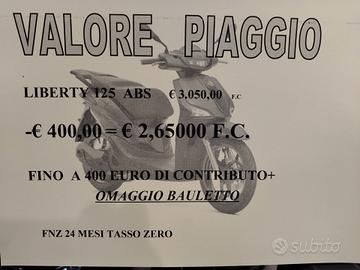 VALORE PIAGGIO
LIBERTY 125 ABS € 3.050,00 F.C
-€ 400,00 = € 2,65000 F.C.
FINO A 400 EURO DI CONTRIBUTO+
OMAGGIO BAULETTO
FNZ 24 MESI TASSO ZERO
subito